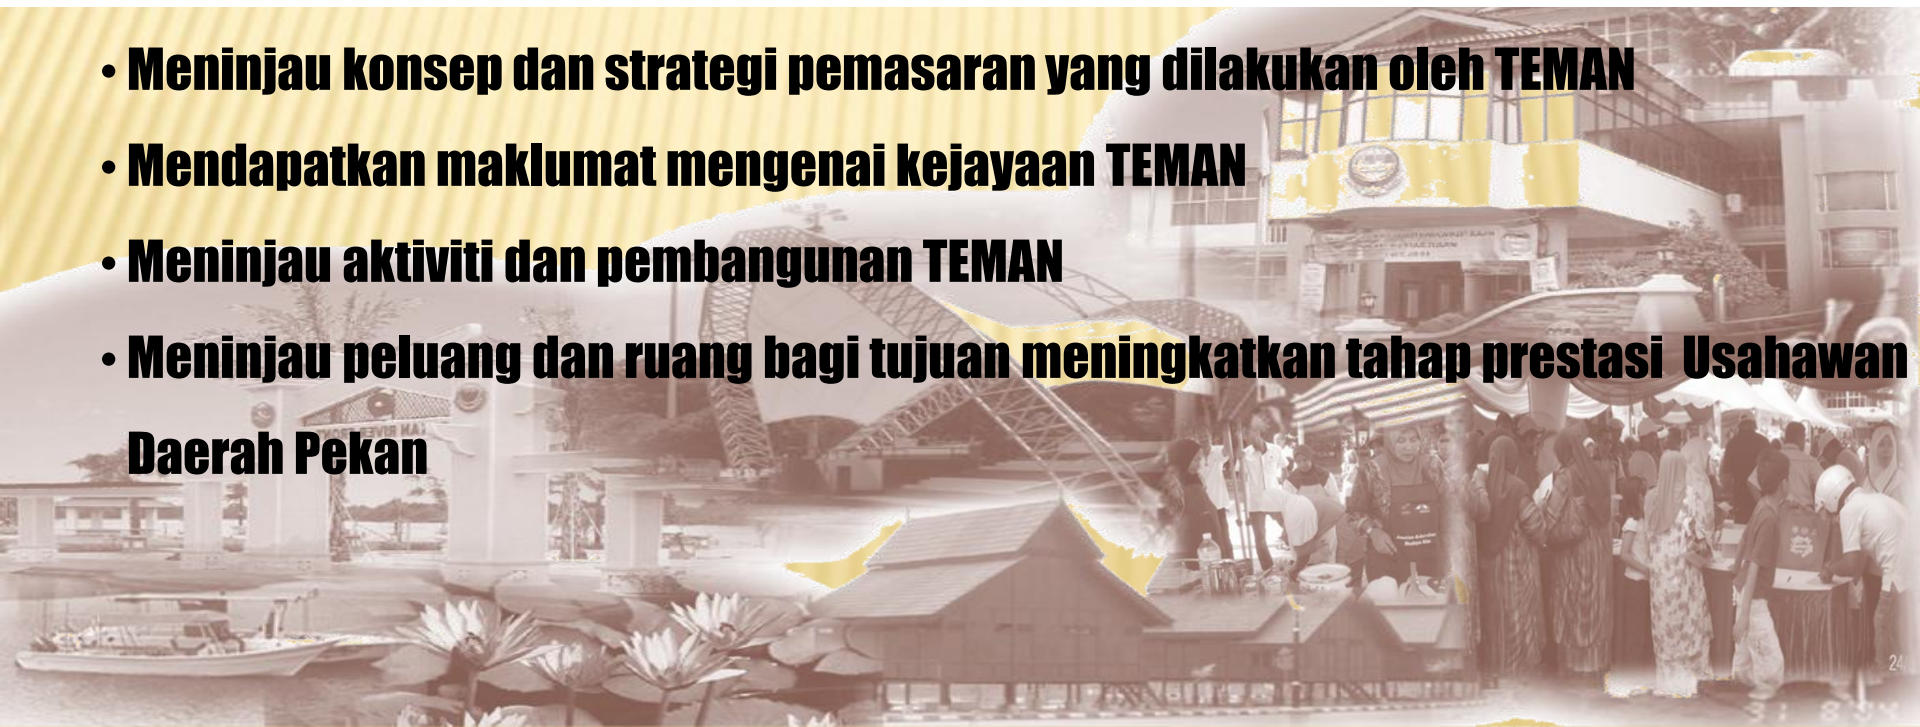 • Meninjau konsep dan strategi pemasaran yang dilakukan oleh TEMAN
• Mendapatkan maklumat mengenai kejayaan TEMAN
• Meninjau aktiviti dan pembangunan TEMAN
• Meninjau peluang dan ruang bagi tujuan meningkatkan tahap prestasi Usahawan
Daerah Pekan
24